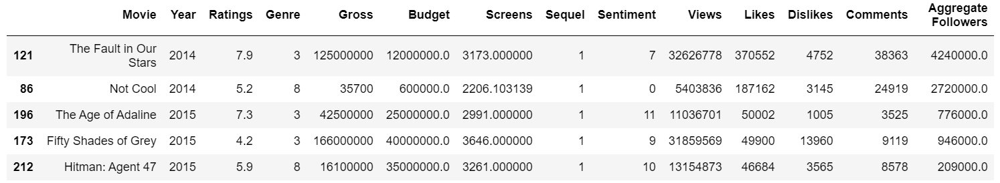 Movie Year Ratings Genre Gross Budget Screens Sequel Sentiment Views Likes Dislikes Comments Aggregate Followers
121 The Fault in Our Stars 2014 7.9 3 125000000 12000000.0 3173.000000 1 7 32626778 370552 4752 38363 4240000.0
86 Not Cool 2014 5.2 8 35700 600000.0 2206.103139 1 0 5403836 187162 3145 24919 2720000.0
196 The Age of Adaline 2015 7.3 3 42500000 25000000.0 2991.000000 1 11 11036701 50002 1005 3525 776000.0
173 Fifty Shades of Grey 2015 4.2 3 166000000 40000000.0 3646.000000 1 9 31859569 49900 13960 9119 946000.0
212 Hitman: Agent 47 2015 5.9 8 16100000 35000000.0 3261.000000 1 10 13154873 46684 3565 8578 209000.0